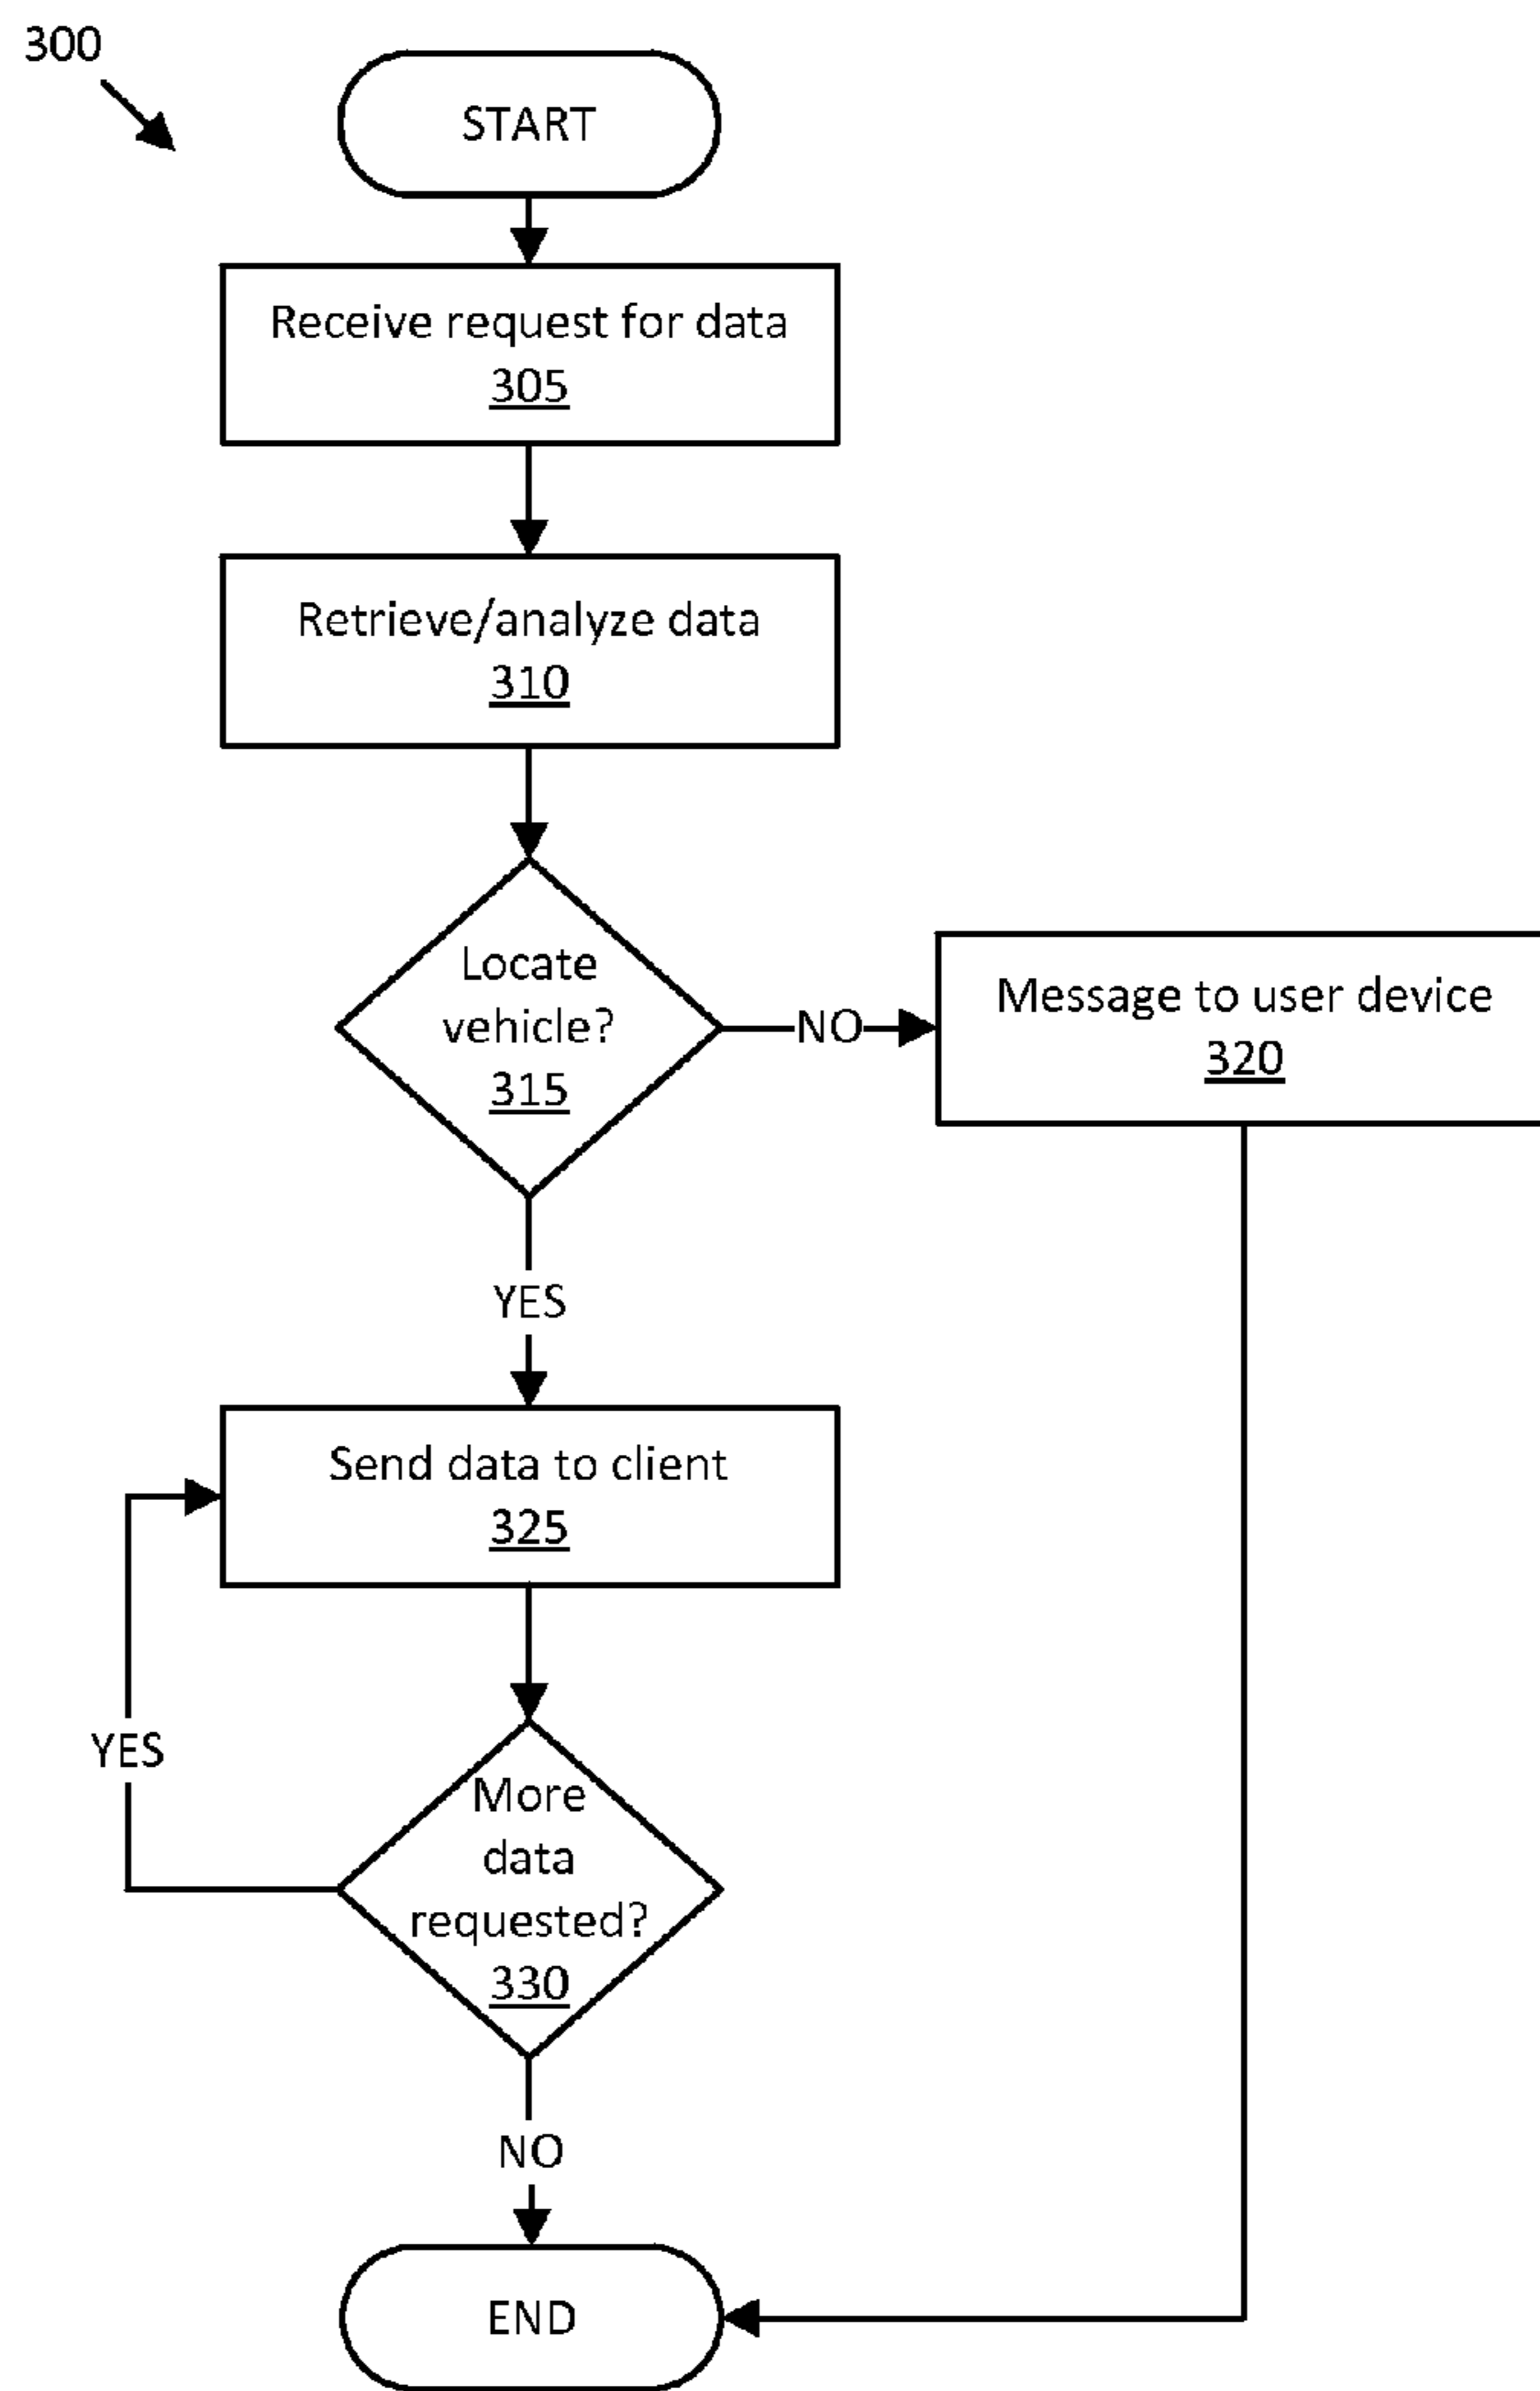 300
START
Receive request for data
305
Retrieve/analyze data
310
Locate
vehicle?
315
NO
Message to user device
320
YES
Send data to client
325
YES
More
data
requested?
330
NO
END